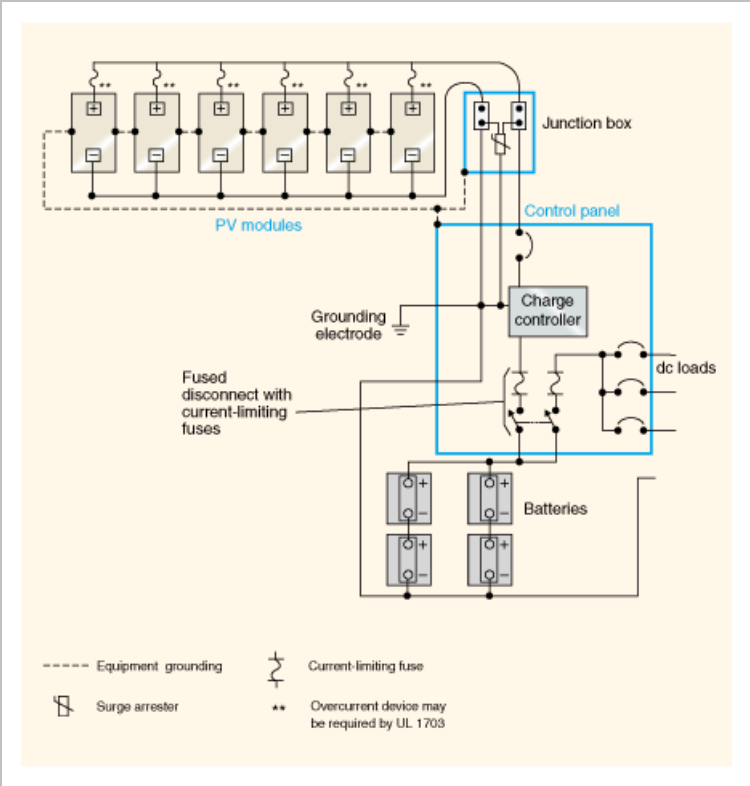 **
**
**
**
**
**
+
+
+
+
+
+
−
−
−
−
−
−
Junction box
PV modules
Control panel
Charge
controller
Grounding
electrode
dc loads
Fused
disconnect with
current-limiting
fuses
+
+
−
−
Batteries
+
+
−
−
Equipment grounding
Current-limiting fuse
Surge arrester
**
Overcurrent device may
be required by UL 1703